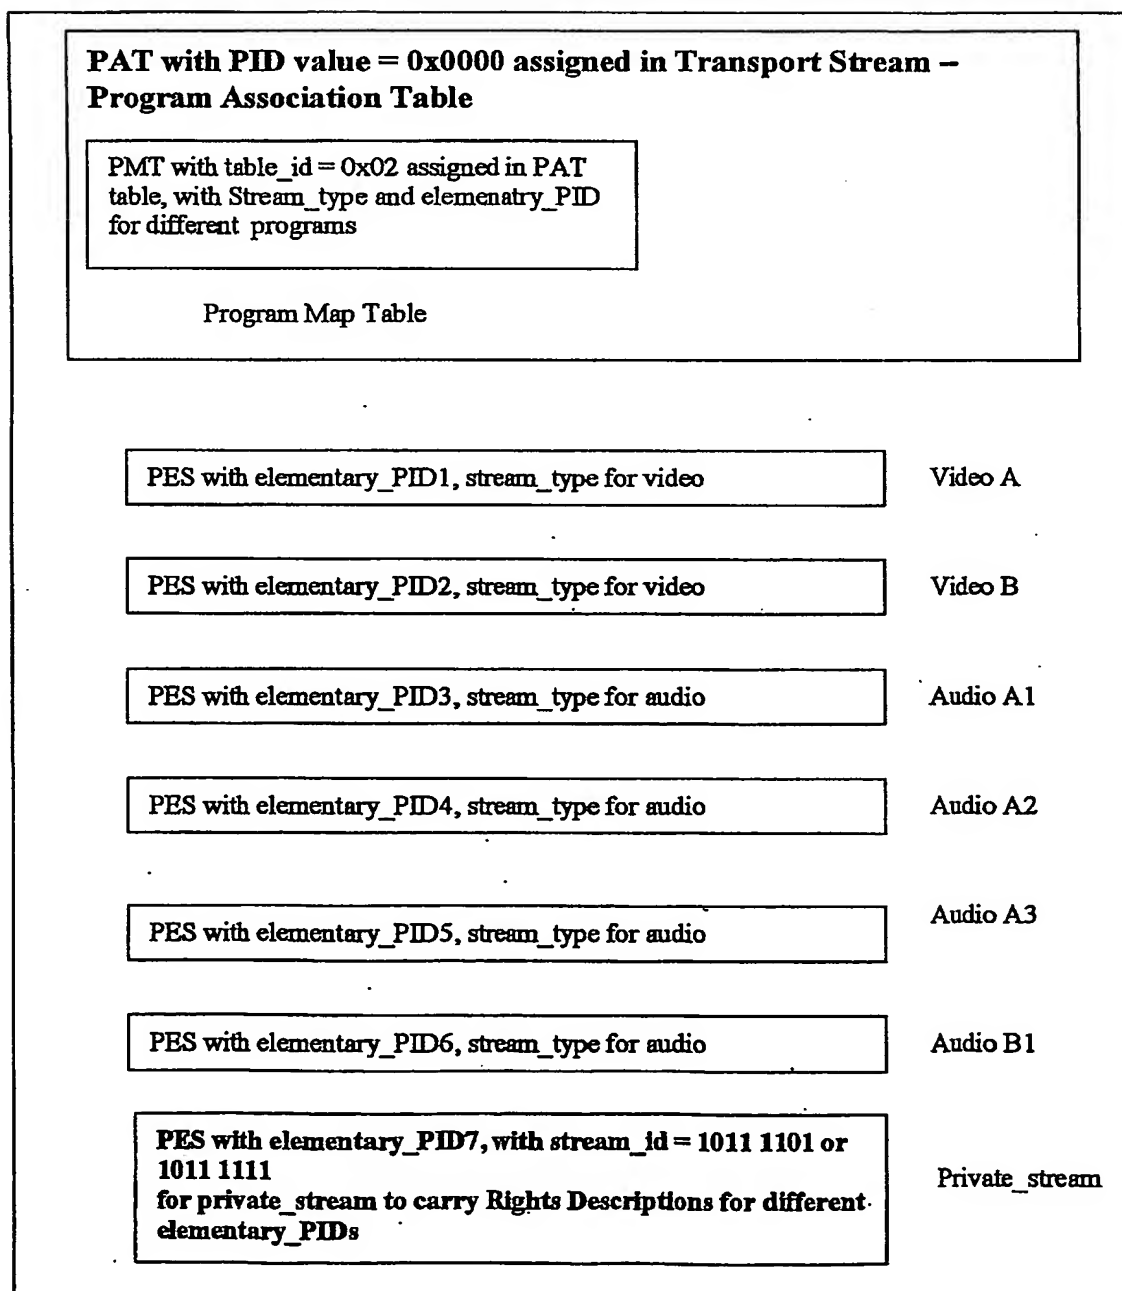 PAT with PID value = 0x0000 assigned in Transport Stream –
Program Association Table
PMT with table_id = 0x02 assigned in PAT
table, with Stream_type and elemenatry_PID
for different programs
Program Map Table
PES with elementary_PID1, stream_type for video
Video A
PES with elementary_PID2, stream_type for video
Video B
PES with elementary_PID3, stream_type for audio
Audio A1
PES with elementary_PID4, stream_type for audio
Audio A2
PES with elementary_PID5, stream_type for audio
Audio A3
PES with elementary_PID6, stream_type for audio
Audio B1
PES with elementary_PID7, with stream_id = 1011 1101 or
1011 1111
for private_stream to carry Rights Descriptions for different
elementary_PIDs
Private_stream